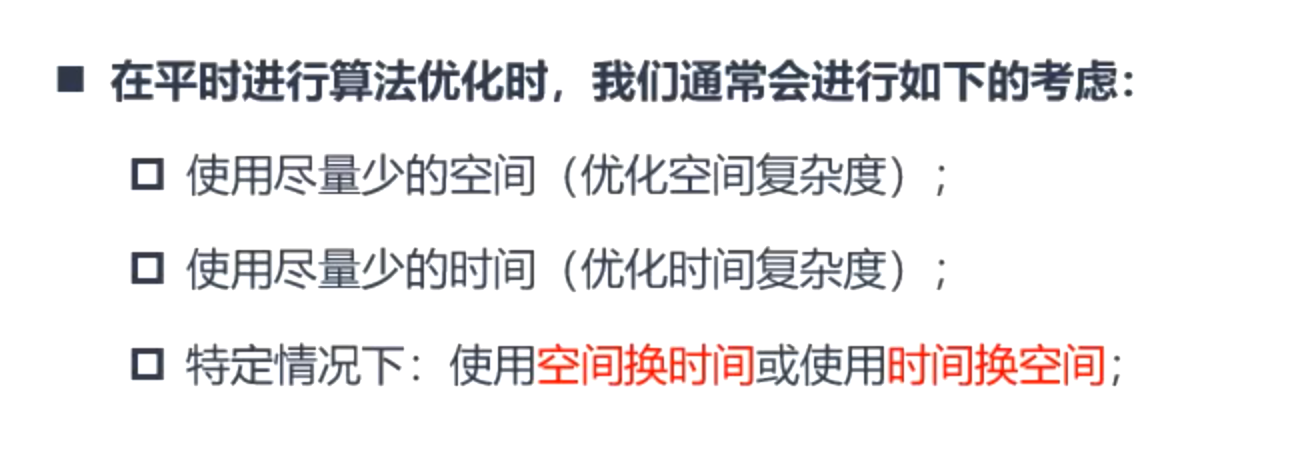 ■ 在平时进行算法优化时，我们通常会进行如下的考虑：
□ 使用尽量少的空间（优化空间复杂度）；
□ 使用尽量少的时间（优化时间复杂度）；
□ 特定情况下：使用空间换时间或使用时间换空间；